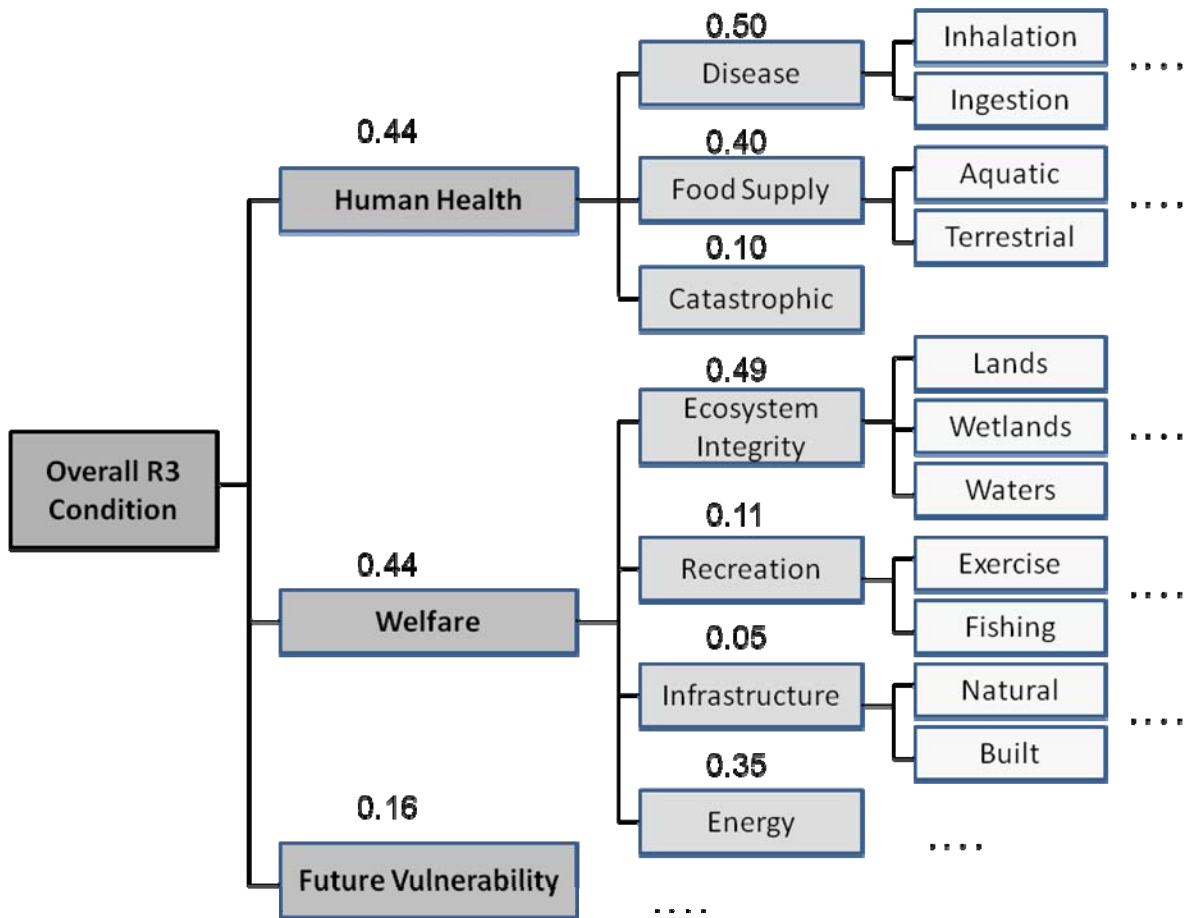 Overall R3
Condition
0.44
Human Health
0.50
Disease
Inhalation
Ingestion
....
0.40
Food Supply
Aquatic
Terrestrial
....
0.10
Catastrophic
0.44
Welfare
0.49
Ecosystem
Integrity
Lands
Wetlands
Waters
....
0.11
Recreation
Exercise
Fishing
....
0.05
Infrastructure
Natural
Built
....
0.35
Energy
....
0.16
Future Vulnerability
....